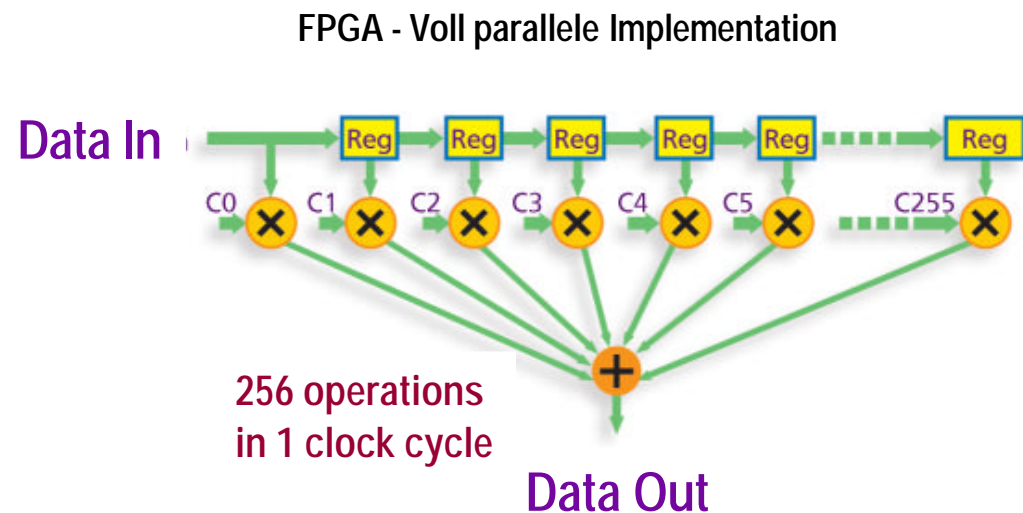 FPGA - Voll parallele Implementation
Data In
Reg Reg Reg Reg Reg Reg
C0 C1 C2 C3 C4 C5 C255
256 operations
in 1 clock cycle
Data Out